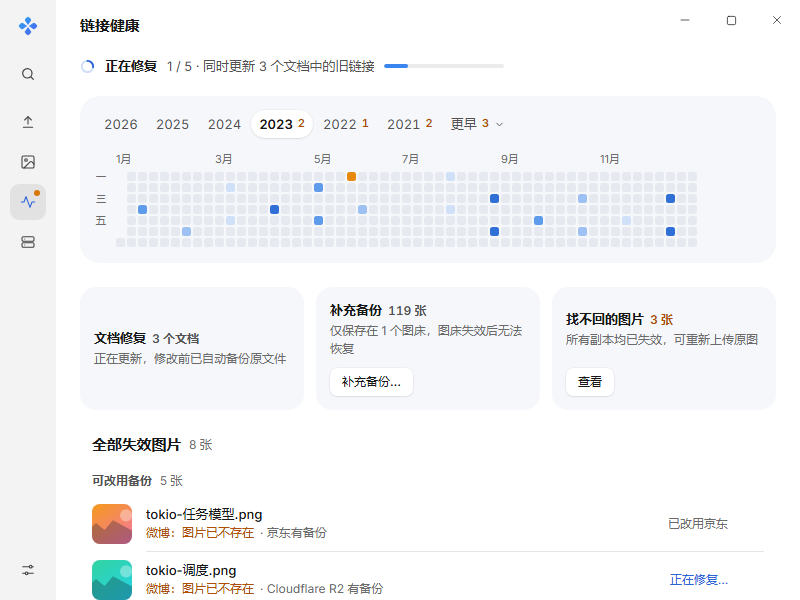 链接健康
正在修复 1 / 5 · 同时更新 3 个文档中的旧链接
2026 2025 2024 2023 2 2022 1 2021 2 更早 3
1月 3月 5月 7月 9月 11月
一
三
五
文档修复 3 个文档
正在更新，修改前已自动备份原文件
补充备份 119 张
仅保存在 1 个图床，图床失效后无法
恢复
补充备份...
找不回的图片 3 张
所有副本均已失效，可重新上传原图
查看
全部失效图片 8 张
可改用备份 5 张
tokio-任务模型.png
微博：图片已不存在 · 京东有备份
已改用京东
tokio-调度.png
微博：图片已不存在 · Cloudflare R2 有备份
正在修复...